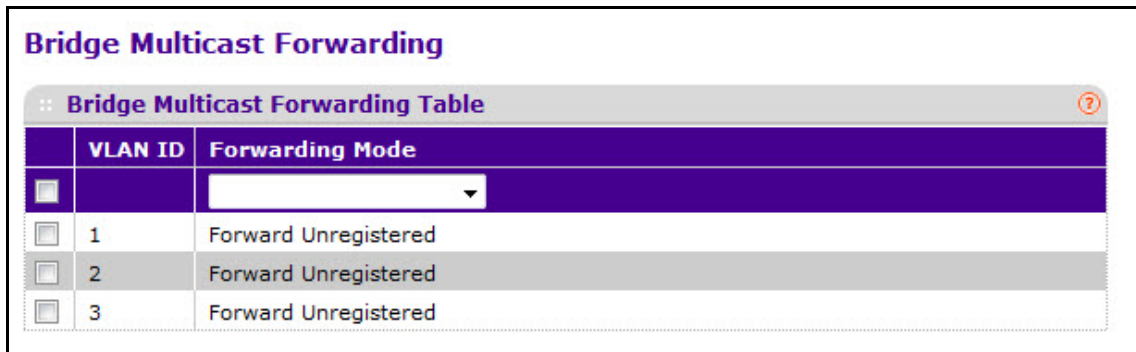 Bridge Multicast Forwarding
Bridge Multicast Forwarding Table ?
VLAN ID Forwarding Mode
1 Forward Unregistered
2 Forward Unregistered
3 Forward Unregistered